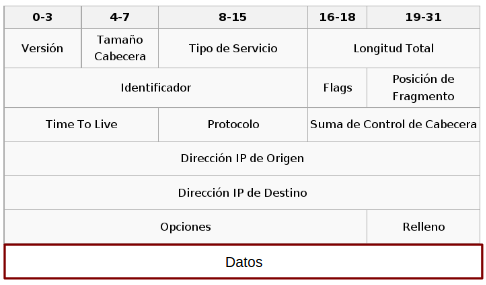 0-3 4-7 8-15 16-18 19-31
Versión Tamaño Cabecera Tipo de Servicio Longitud Total
Identificador Flags Posición de Fragmento
Time To Live Protocolo Suma de Control de Cabecera
Dirección IP de Origen
Dirección IP de Destino
Opciones Relleno
Datos